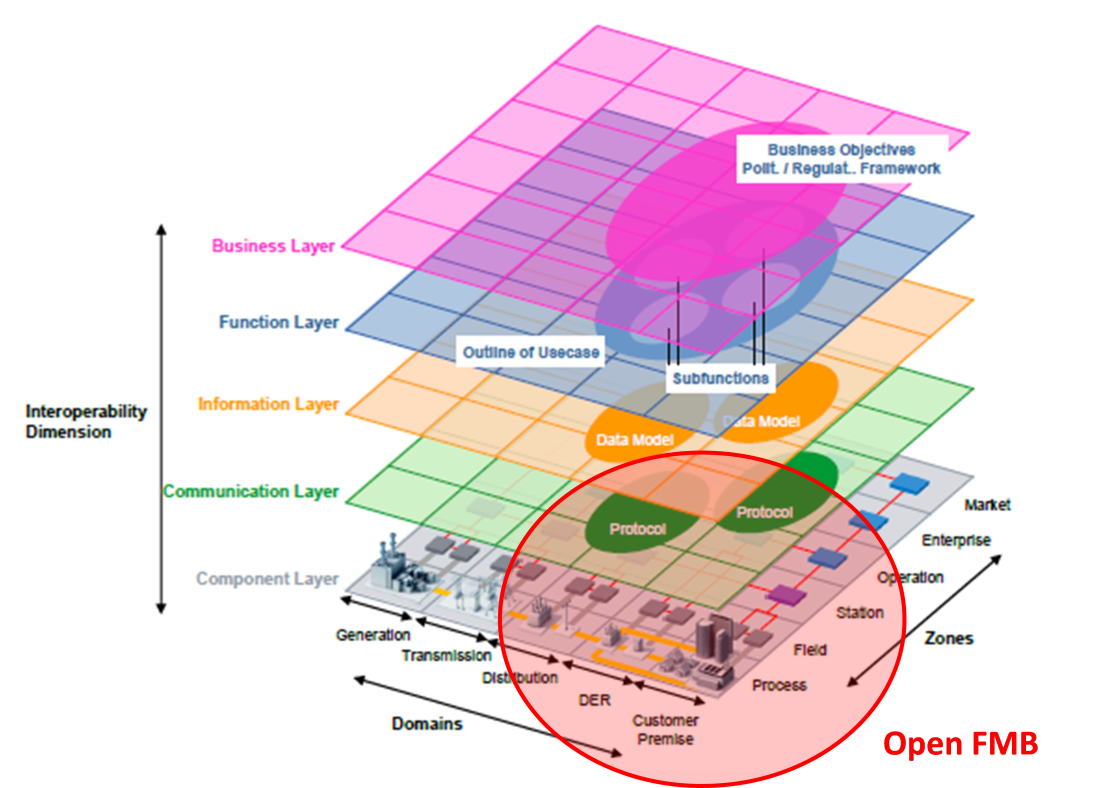 Business Objectives
Polit. / Regulat.. Framework
Business Layer
Function Layer
Outline of Usecase
Subfunctions
Information Layer
Interoperability
Dimension
Data Model
Data Model
Communication Layer
Protocol
Protocol
Market
Enterprise
Component Layer
Operation
Station
Generation
Zones
Transmission
Field
Distribution
Process
DER
Domains
Customer
Premise
Open FMB